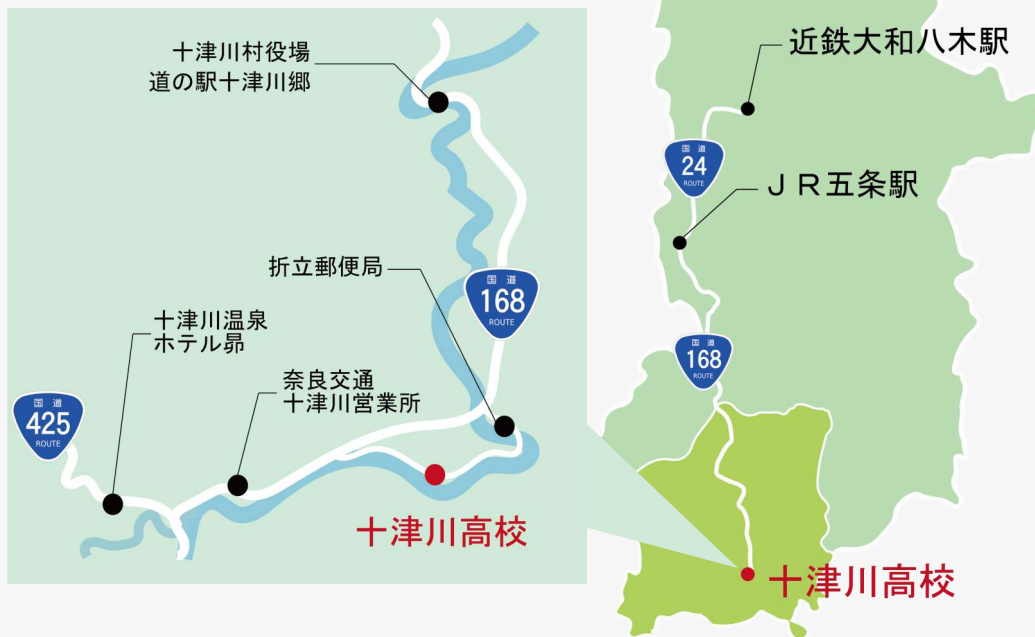 十津川村役場
道の駅十津川郷
折立郵便局
国道
168
ROUTE
十津川温泉
ホテル昴
奈良交通
十津川営業所
国道
425
ROUTE
十津川高校
近鉄大和八木駅
国道
24
ROUTE
ＪＲ五条駅
国道
168
ROUTE
十津川高校